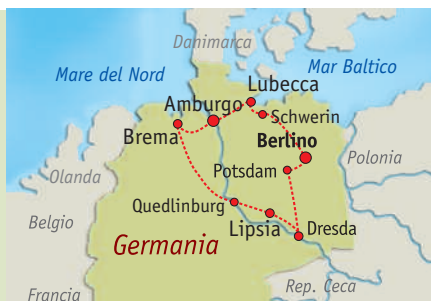 Danimarca
Mare del Nord
Mar Baltico
Lubecca
Amburgo
Schwerin
Brema
Berlino
Polonia
Olanda
Potsdam
Belgio
Quedlinburg
Lipsia
Dresda
Germania
Francia
Rep. Ceca